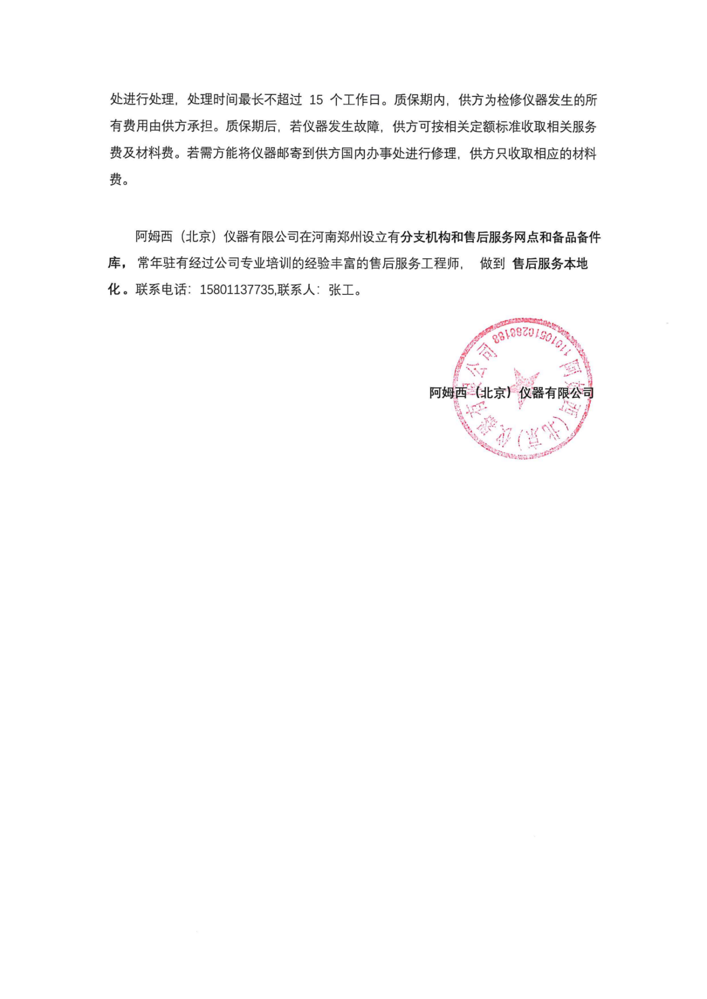 处进行处理，处理时间最长不超过 15 个工作日。质保期内，供方为检修仪器发生的所
有费用由供方承担。质保期后，若仪器发生故障，供方可按相关定额标准收取相关服务
费及材料费。若需方能将仪器邮寄到供方国内办事处进行修理，供方只收取相应的材料
费。
阿姆西（北京）仪器有限公司在河南郑州设立有分支机构和售后服务网点和备品备件
库， 常年驻有经过公司专业培训的经验丰富的售后服务工程师， 做到 售后服务本地
化。联系电话：15801137735,联系人：张工。
阿姆西（北京）仪器有限公司
阿姆西（北京）仪器有限公司